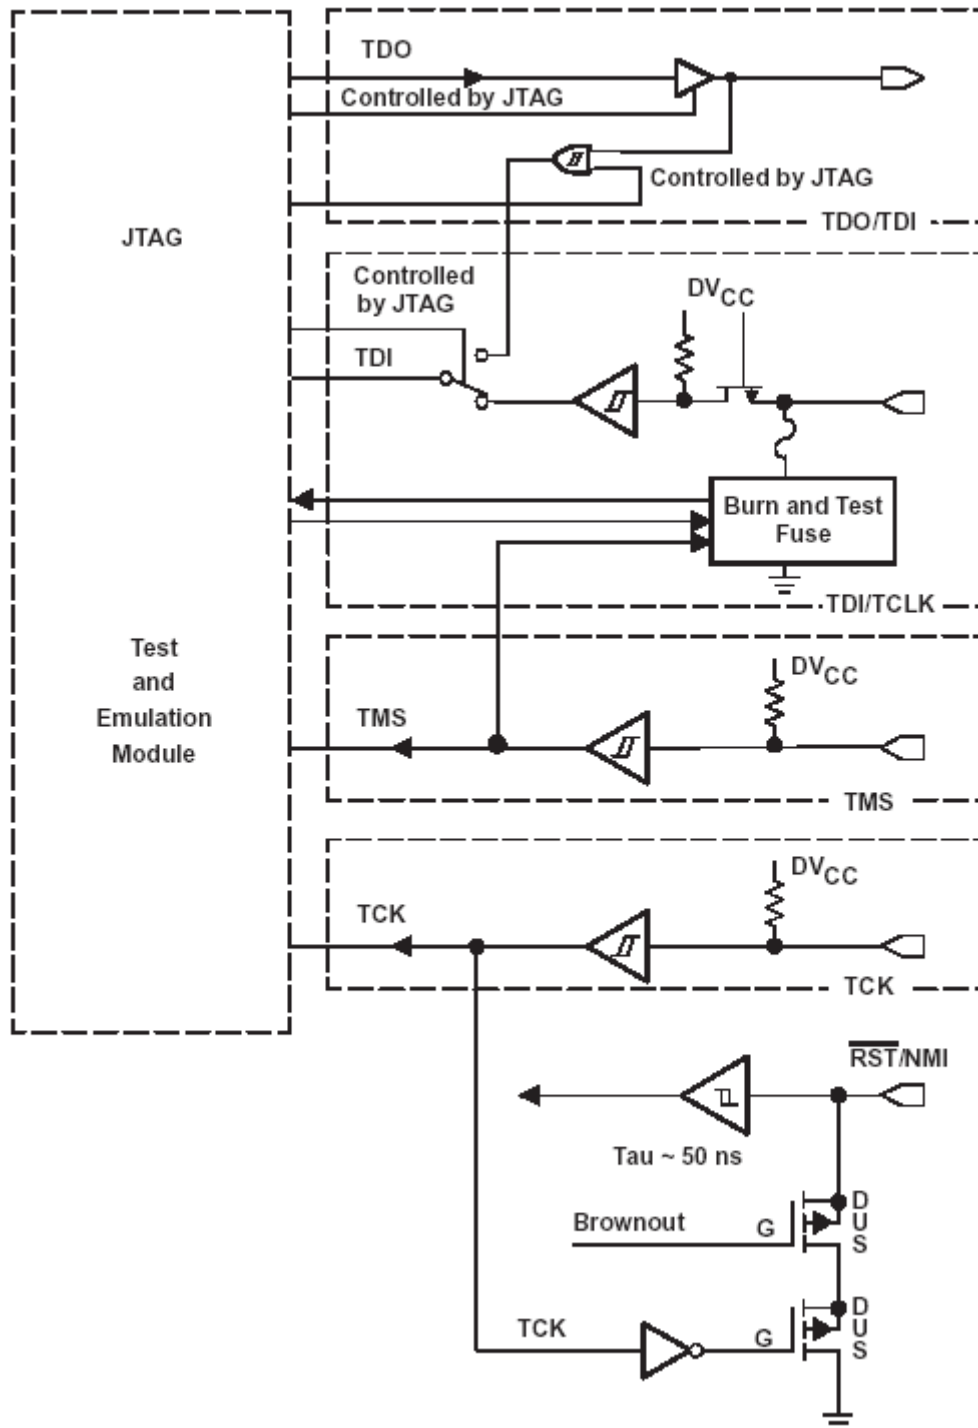 TDO
Controlled by JTAG
Controlled by JTAG
TDO/TDI
JTAG
Controlled
by JTAG
DVCC
TDI
Burn and Test
Fuse
TDI/TCLK
Test
and
Emulation
Module
DVCC
TMS
TMS
DVCC
TCK
TCK
RST/NMI
Tau ~ 50 ns
Brownout
G
D
U
S
TCK
G
D
U
S